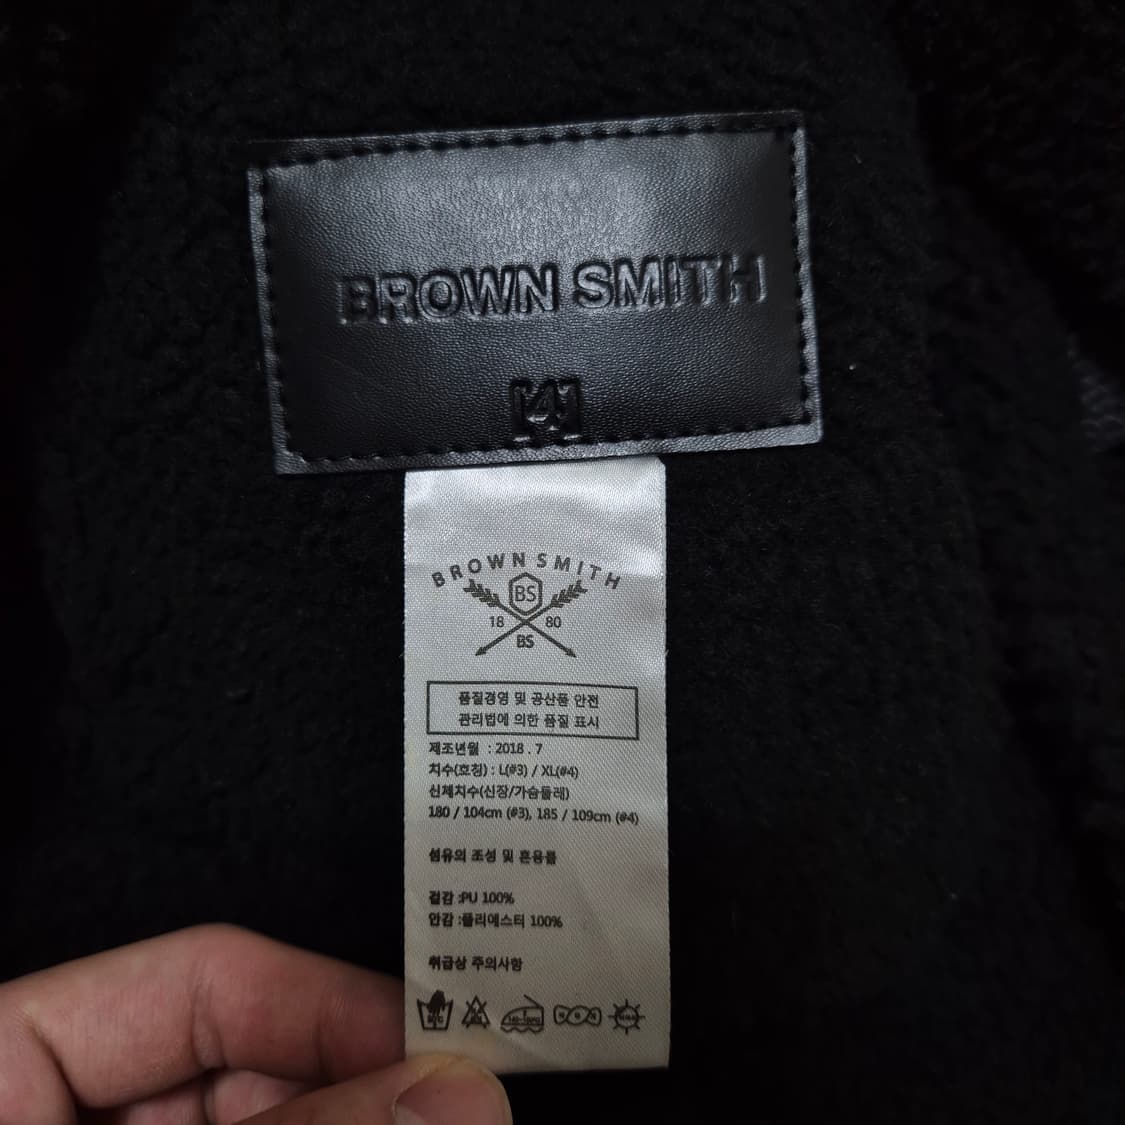 BROWN SMITH
[4]
BROWN SMITH
BS
18 80
BS
품질경영 및 공산품 안전
관리법에 의한 품질 표시
제조년월 : 2018 . 7
치수(호칭) : L(#3) / XL(#4)
신체치수(신장/가슴둘레)
180 / 104cm (#3), 185 / 109cm (#4)
섬유의 조성 및 혼용률
겉감 :PU 100%
안감 :폴리에스터 100%
취급상 주의사항